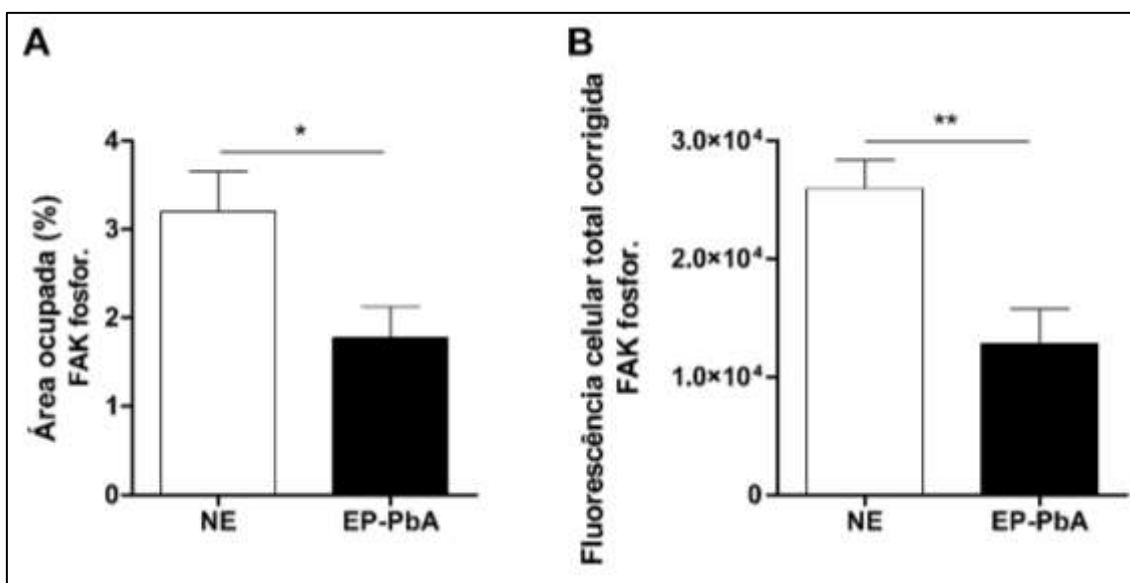 A
Área ocupada (%)
FAK fosfor.
4
3
2
1
0
*
NE
EP-PbA
B
Fluorescência celular total corrigida
FAK fosfor.
3.0×10⁴
2.0×10⁴
1.0×10⁴
0
**
NE
EP-PbA